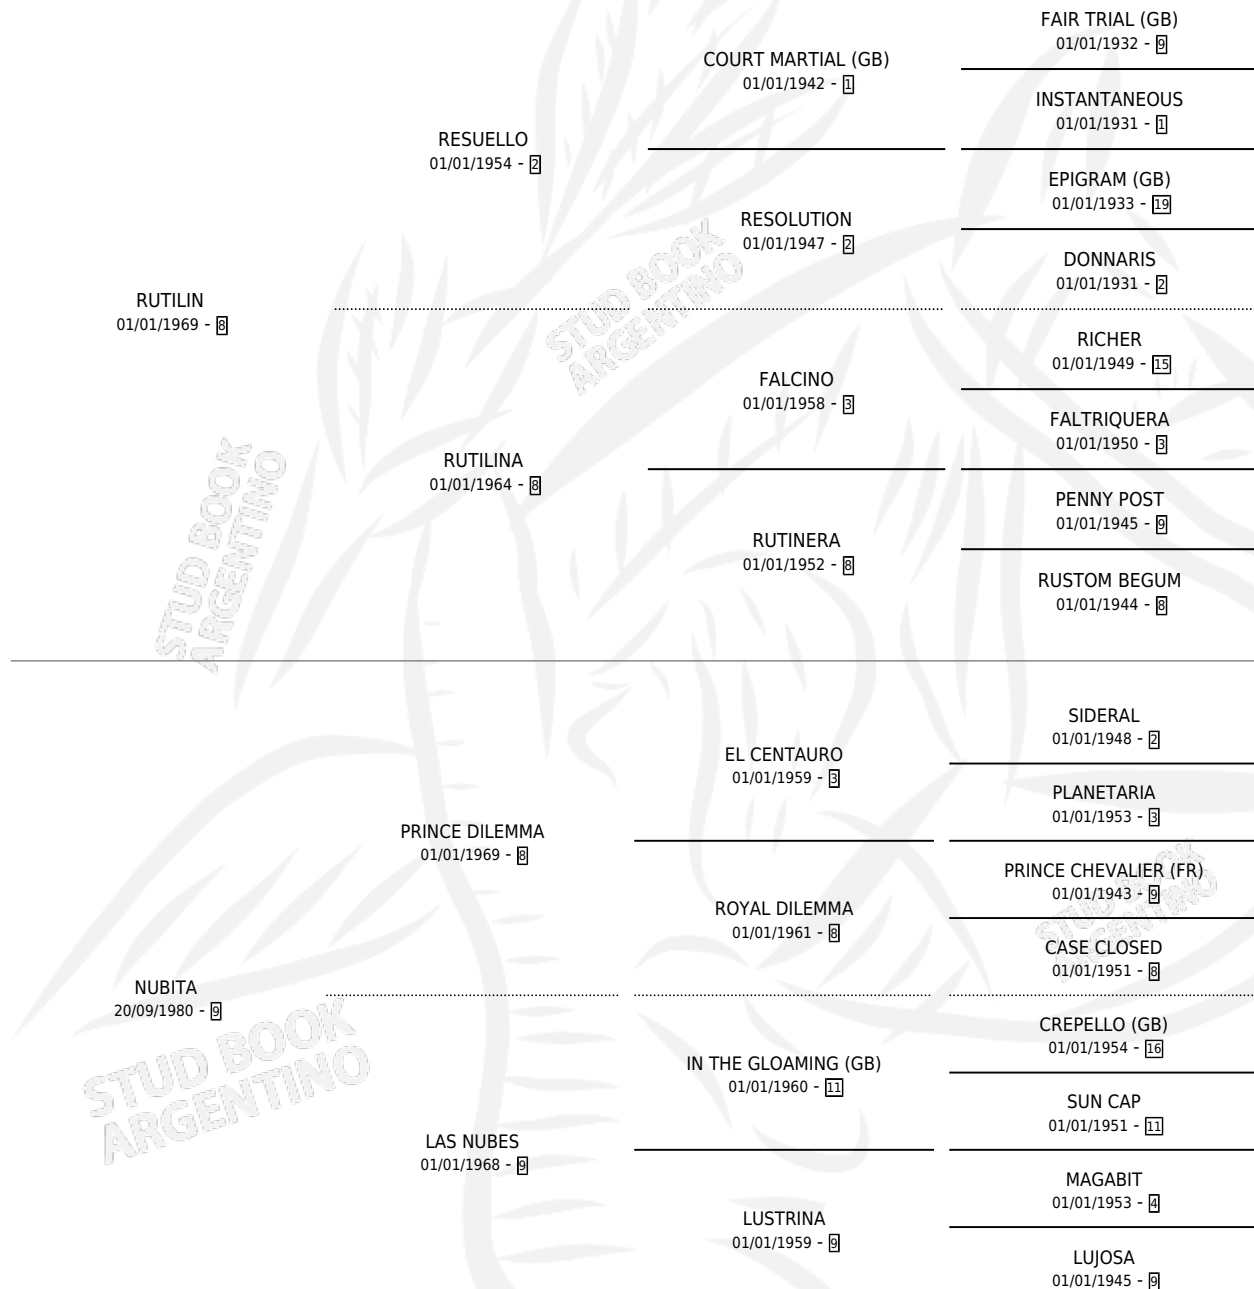 FAIR TRIAL (GB)
01/01/1932 - 9
COURT MARTIAL (GB)
01/01/1942 - 1
INSTANTANEOUS
01/01/1931 - 1
RESUELLO
01/01/1954 - 2
EPIGRAM (GB)
01/01/1933 - 19
RESOLUTION
01/01/1947 - 2
DONNARIS
01/01/1931 - 2
RUTILIN
01/01/1969 - 8
RICHER
01/01/1949 - 15
FALCINO
01/01/1958 - 3
FALTRIQUERA
01/01/1950 - 3
RUTILINA
01/01/1964 - 8
PENNY POST
01/01/1945 - 9
RUTINERA
01/01/1952 - 8
RUSTOM BEGUM
01/01/1944 - 8
STUD BOOK
ARGENTINO
STUD BOOK
ARGENTINO
SIDERAL
01/01/1948 - 2
EL CENTAURO
01/01/1959 - 3
PLANETARIA
01/01/1953 - 3
PRINCE DILEMMA
01/01/1969 - 8
PRINCE CHEVALIER (FR)
01/01/1943 - 9
ROYAL DILEMMA
01/01/1961 - 8
CASE CLOSED
01/01/1951 - 8
STUD BOOK
ARGENTINO
NUBITA
20/09/1980 - 9
CREPELLO (GB)
01/01/1954 - 16
IN THE GLOAMING (GB)
01/01/1960 - 11
SUN CAP
01/01/1951 - 11
STUD BOOK
ARGENTINO
LAS NUBES
01/01/1968 - 9
MAGABIT
01/01/1953 - 4
LUSTRINA
01/01/1959 - 9
LUJOSA
01/01/1945 - 9